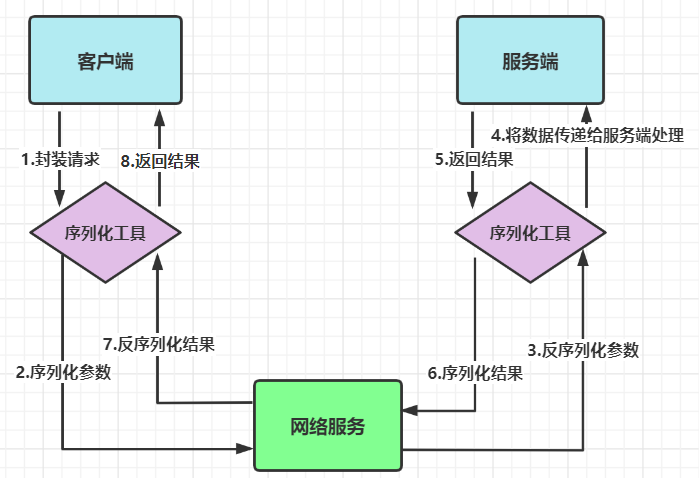 客户端
服务端
4.将数据传递给服务端处理
1.封装请求
8.返回结果
5.返回结果
序列化工具
序列化工具
7.反序列化结果
3.反序列化参数
2.序列化参数
6.序列化结果
网络服务